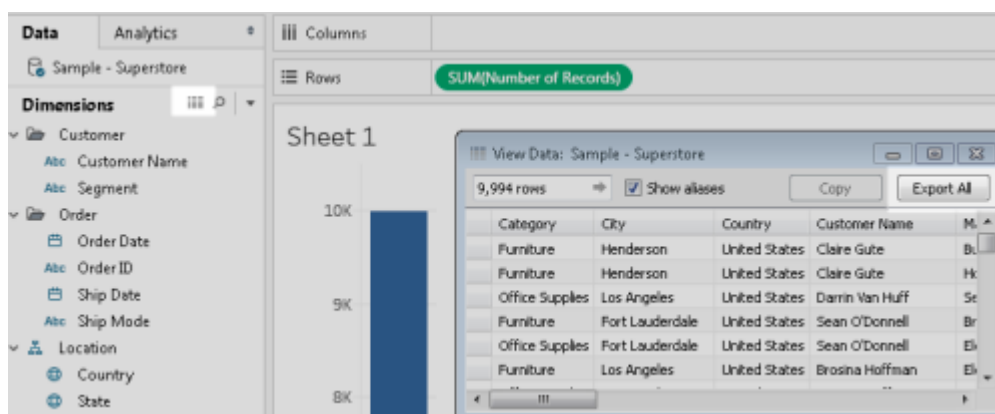 Data Analytics
Sample - Superstore
Dimensions
Customer
Abc Customer Name
Abc Segment
Order
Order Date
Abc Order ID
Ship Date
Abc Ship Mode
Location
Country
State
Columns
Rows SUM(Number of Records)
Sheet 1
10K
9K
8K
View Data: Sample - Superstore
9,994 rows Show aliases Copy Export All
Category City Country Customer Name
Furniture Henderson United States Claire Gute
Furniture Henderson United States Claire Gute
Office Supplies Los Angeles United States Darrin Van Huff
Furniture Fort Lauderdale United States Sean O'Donnell
Office Supplies Fort Lauderdale United States Sean O'Donnell
Furniture Los Angeles United States Brosina Hoffman